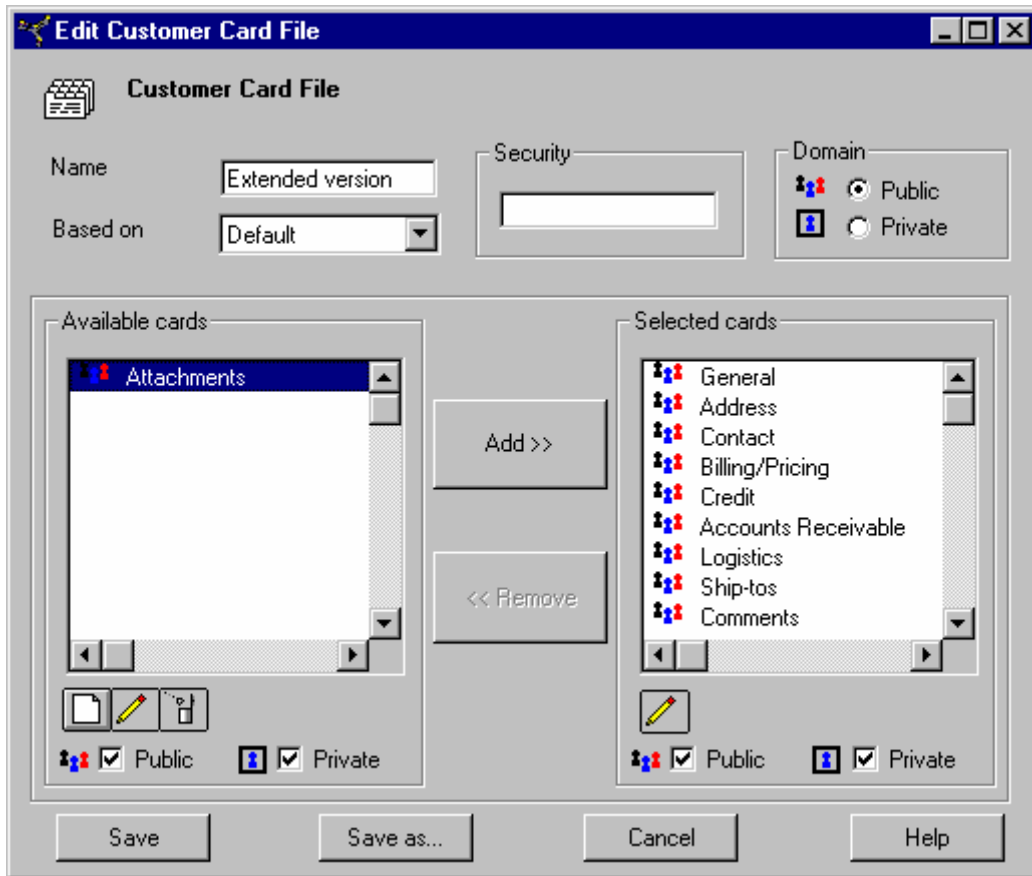 Edit Customer Card File
Customer Card File
Name
Extended version
Based on
Default
Security
Domain
Public
Private
Available cards
Attachments
Add >>
<< Remove
Selected cards
General
Address
Contact
Billing/Pricing
Credit
Accounts Receivable
Logistics
Ship-tos
Comments
Public
Private
Public
Private
Save
Save as...
Cancel
Help